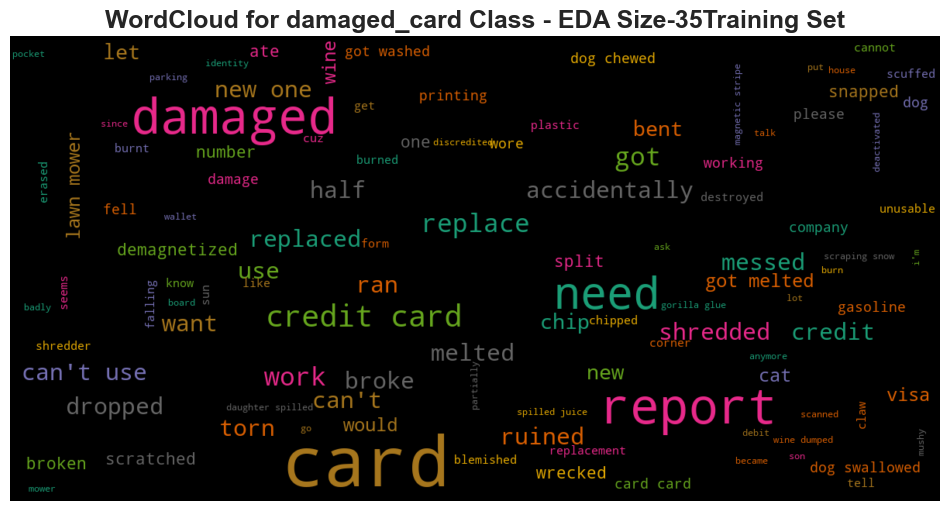 WordCloud for damaged_card Class - EDA Size-35Training Set
pocket
let
identity
ate
wine
got washed
dog chewed
cannot
parking
new one
get
printing
magnetic stripe
put
house
scuffed
snapped
dog
since
damaged
cuz
plastic
bent
talk
please
deactivated
burnt
number
one
discredited
wore
got
working
erased
lawn mower
damage
burned
half
accidentally
destroyed
fell
wallet
replace
unusable
company
demagnetized
replaced
form
ask
split
messed
scraping snow
i'm
burn
seems
know
use
like
ran
need
got melted
badly
falling
board
sun
gorilla glue
lot
gasoline
want
credit card
chip
chipped
shredded
credit
shredder
melted
corner
anymore
can't use
work
broke
partially
new
cat
dropped
daughter spilled
can't
report
visa
torn
go
would
spilled juice
ruined
scanned
claw
debit
wine dumped
mushy
broken
scratched
card
blemished
replacement
became
son
dog swallowed
wrecked
card card
tell
mower